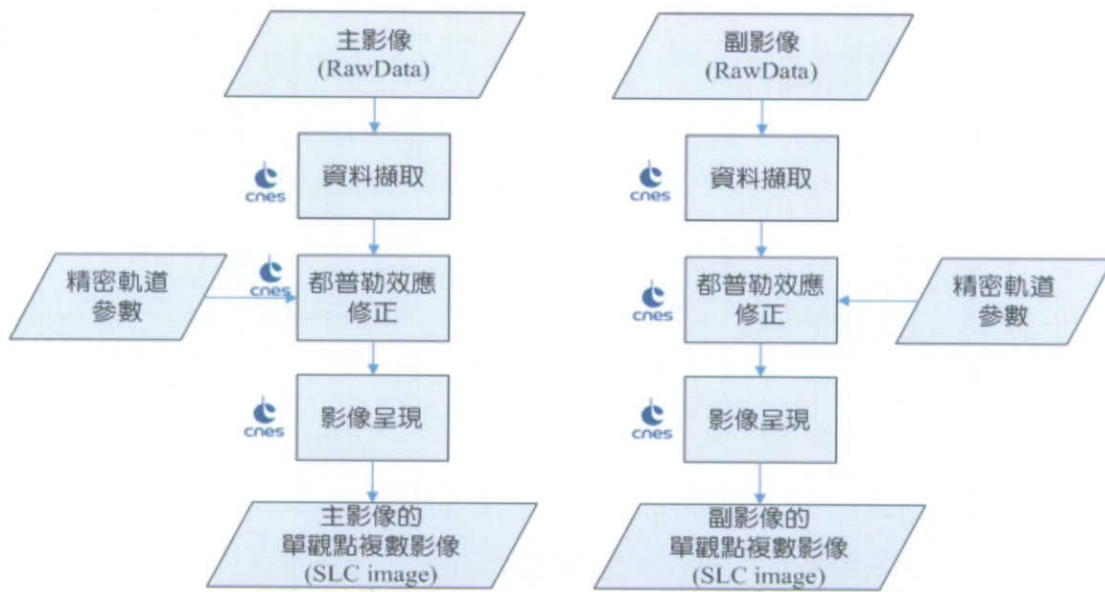 主影像
(RawData)
資料擷取
cnes
精密軌道
參數
cnes
都普勒效應
修正
影像呈現
cnes
主影像的
單觀點複數影像
(SLC image)
副影像
(RawData)
資料擷取
cnes
都普勒效應
修正
cnes
精密軌道
參數
影像呈現
cnes
副影像的
單觀點複數影像
(SLC image)